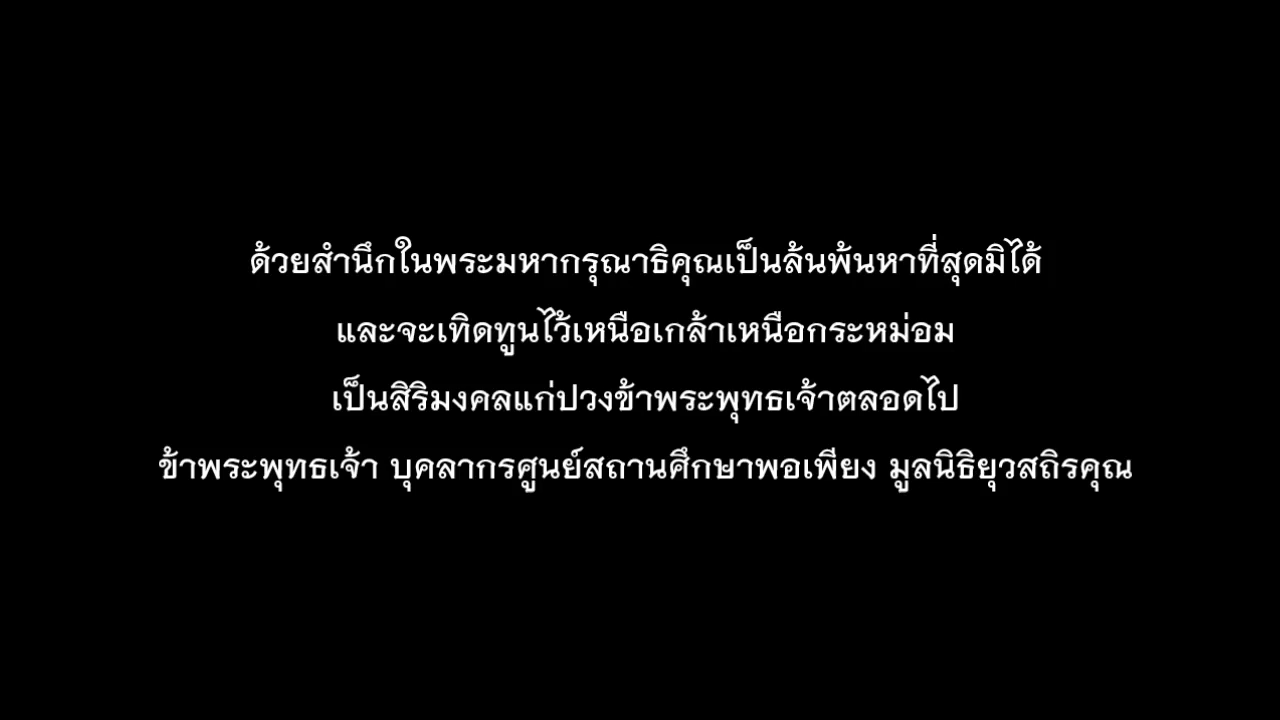 ด้วยสำนึกในพระมหากรุณาธิคุณเป็นล้นพ้นหาที่สุดมิได้
และจะเทิดทูนไว้เหนือเกล้าเหนือกระหม่อม
เป็นสิริมงคลแก่ปวงข้าพระพุทธเจ้าตลอดไป
ข้าพระพุทธเจ้า บุคลากรศูนย์สถานศึกษาพอเพียง มูลนิธิยุวสถิรคุณ